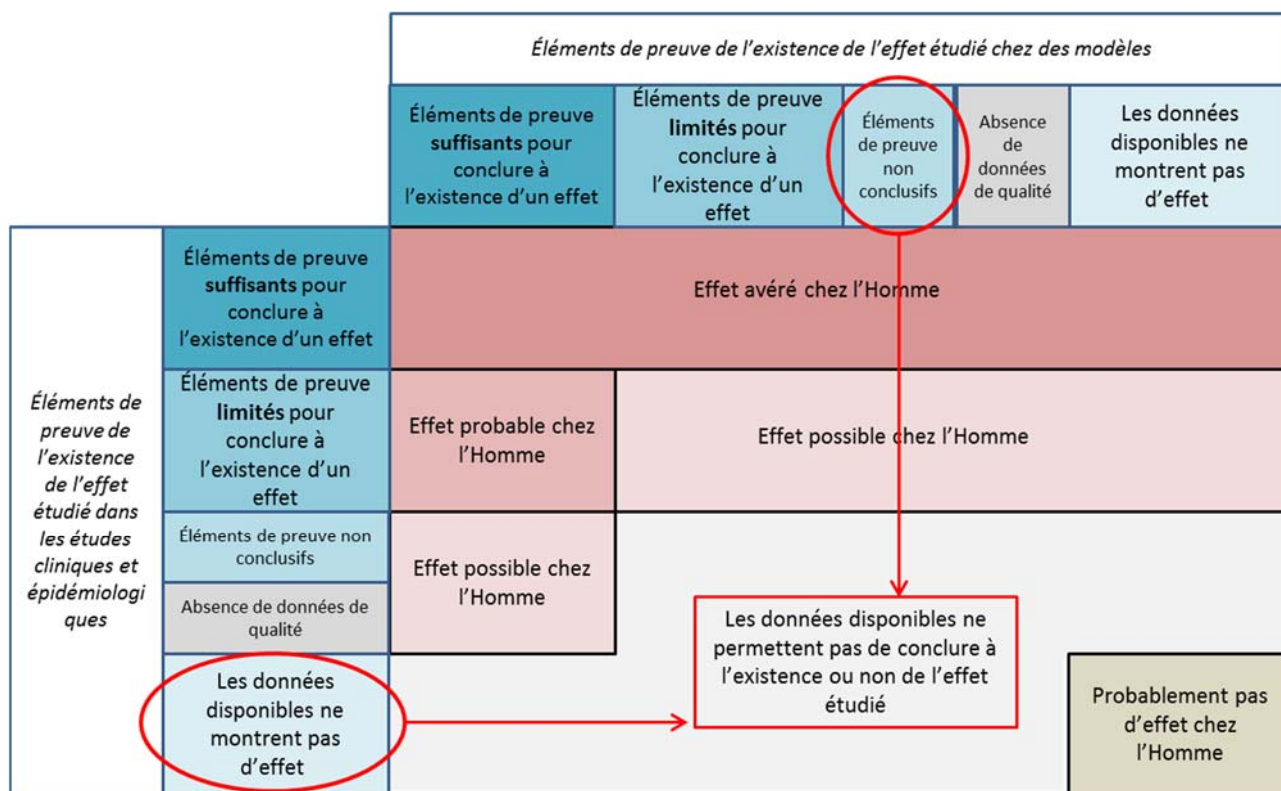 Éléments de preuve de l'existence de l'effet étudié chez des modèles
Éléments de preuve
suffisants pour
conclure à
l'existence d'un effet
Éléments de preuve
limités pour
conclure à
l'existence d'un
effet
Éléments
de preuve
non
conclusifs
Absence
de
données
de qualité
Les données
disponibles ne
montrent pas
d'effet
Éléments de
preuve de
l'existence
de l'effet
étudié dans
les études
cliniques et
épidémiologi
ques
Éléments de preuve
suffisants pour
conclure à
l'existence d'un effet
Effet avéré chez l'Homme
Éléments de preuve
limités pour
conclure à
l'existence d'un
effet
Effet probable chez
l'Homme
Effet possible chez l'Homme
Éléments de preuve non
conclusifs
Absence de données de
qualité
Effet possible chez
l'Homme
Les données disponibles ne
permettent pas de conclure à
l'existence ou non de l'effet
étudié
Les données
disponibles ne
montrent pas
d'effet
Probablement pas
d'effet chez
l'Homme